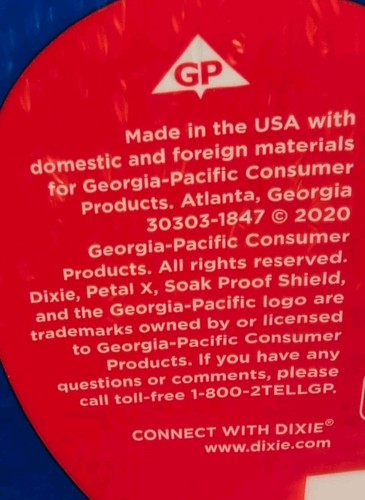 GP
Made in the USA with
domestic and foreign materials
for Georgia-Pacific Consumer
Products. Atlanta, Georgia
30303-1847 © 2020
Georgia-Pacific Consumer
Products. All rights reserved.
Dixie, Petal X, Soak Proof Shield,
and the Georgia-Pacific logo are
trademarks owned by or licensed
to Georgia-Pacific Consumer
Products. If you have any
questions or comments, please
call toll-free 1-800-2TELLGP.
CONNECT WITH DIXIE®
www.dixie.com